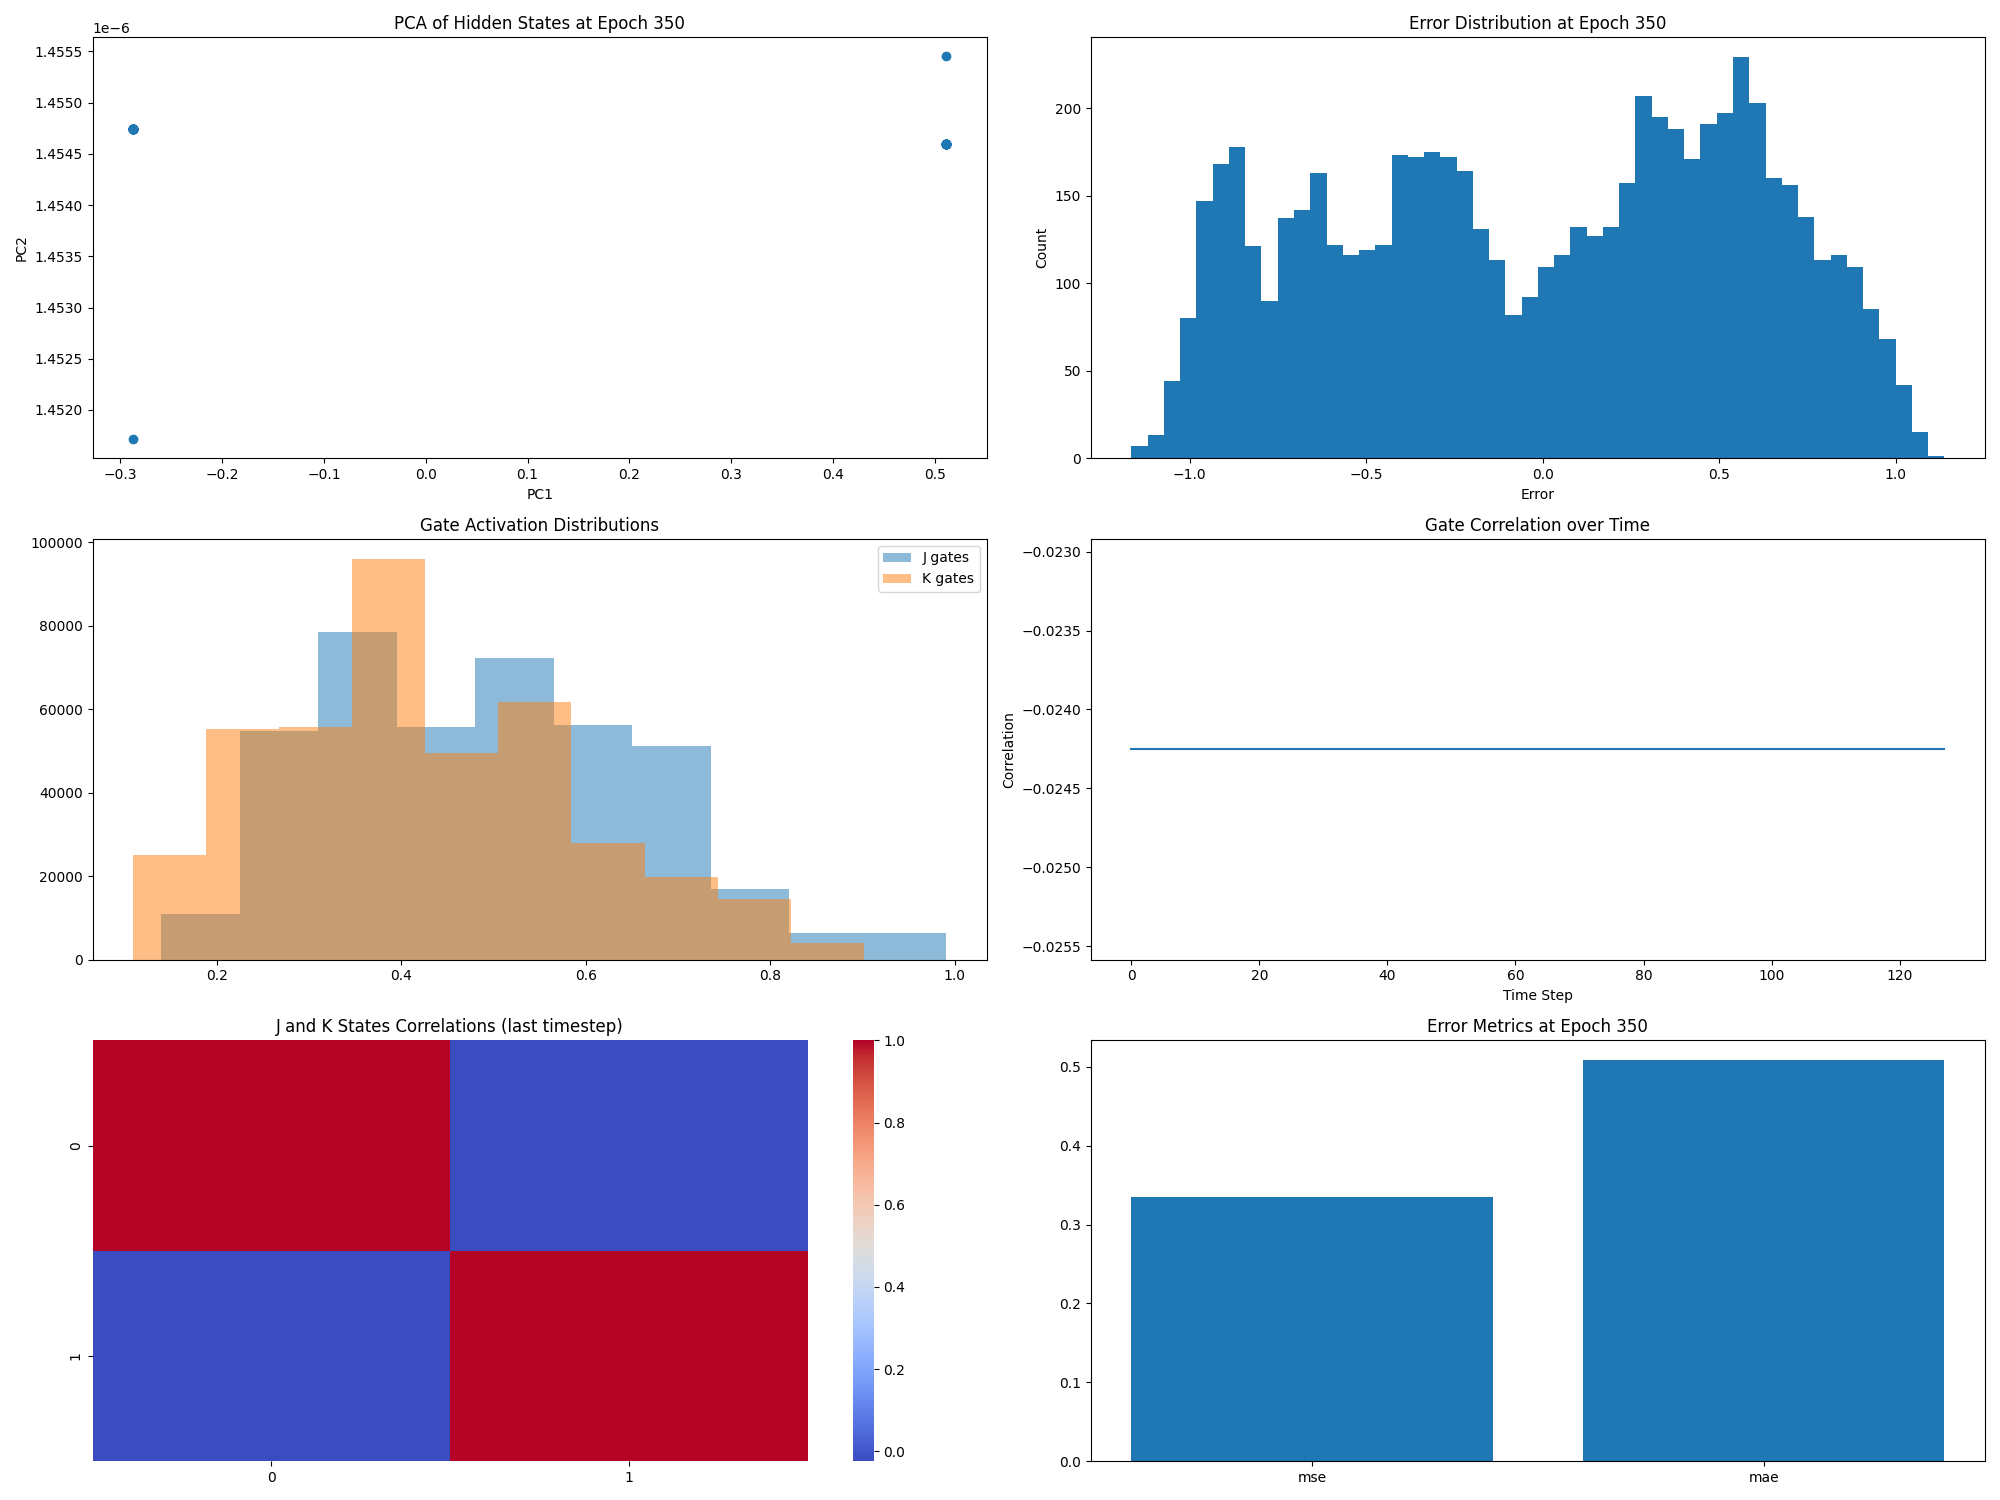 PCA of Hidden States at Epoch 350
1e−6
1.4555
1.4550
1.4545
1.4540
1.4535
1.4530
1.4525
1.4520
PC2
−0.3 −0.2 −0.1 0.0 0.1 0.2 0.3 0.4 0.5
PC1
Error Distribution at Epoch 350
200
150
100
50
0
Count
−1.0 −0.5 0.0 0.5 1.0
Error
Gate Activation Distributions
100000
80000
60000
40000
20000
0
J gates
K gates
0.2 0.4 0.6 0.8 1.0
Gate Correlation over Time
−0.0230
−0.0235
−0.0240
−0.0245
−0.0250
−0.0255
Correlation
0 20 40 60 80 100 120
Time Step
J and K States Correlations (last timestep)
0
1
0 1
1.0
0.8
0.6
0.4
0.2
0.0
Error Metrics at Epoch 350
0.5
0.4
0.3
0.2
0.1
0.0
mse mae